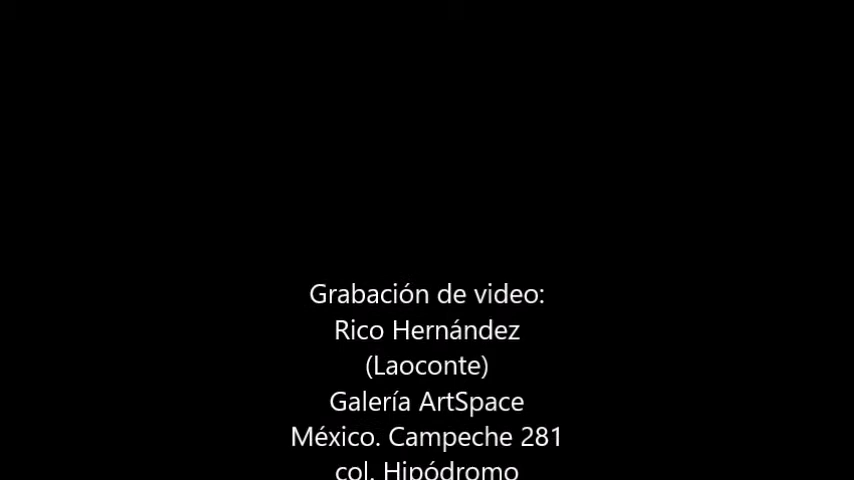 Grabación de video:
Rico Hernández
(Laoconte)
Galería ArtSpace
México. Campeche 281
col. Hipódromo